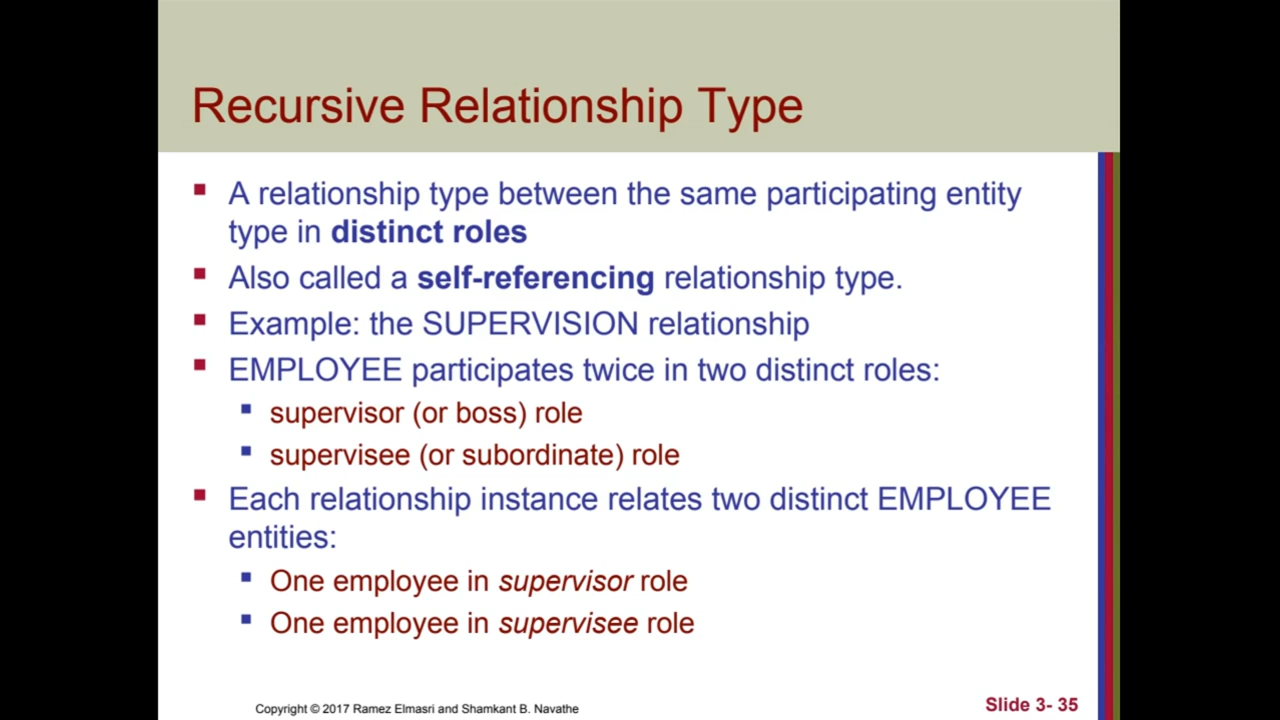 Recursive Relationship Type
A relationship type between the same participating entity
type in distinct roles
Also called a self-referencing relationship type.
Example: the SUPERVISION relationship
EMPLOYEE participates twice in two distinct roles:
supervisor (or boss) role
supervisee (or subordinate) role
Each relationship instance relates two distinct EMPLOYEE
entities:
One employee in supervisor role
One employee in supervisee role
Copyright © 2017 Ramez Elmasri and Shamkant B. Navathe
Slide 3- 35